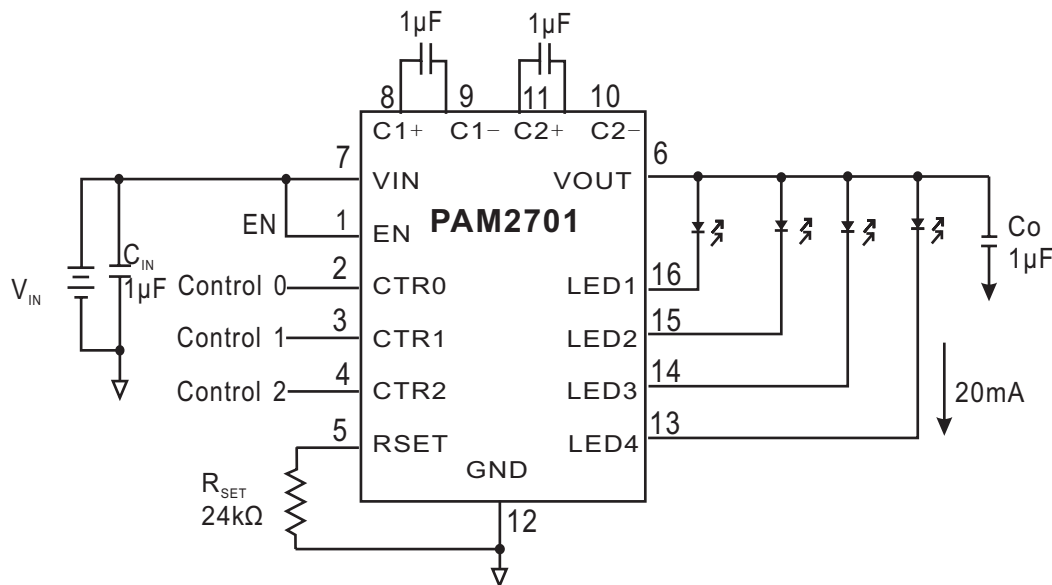 1µF
1µF
8
9
11
10
C1+
C1−
C2+
C2−
7
VIN
VOUT
6
PAM2701
EN
1
EN
C_IN
1µF
V_IN
Co
1µF
Control 0
2
CTR0
LED1
16
Control 1
3
CTR1
LED2
15
Control 2
4
CTR2
LED3
14
20mA
5
RSET
LED4
13
GND
R_SET
24kΩ
12